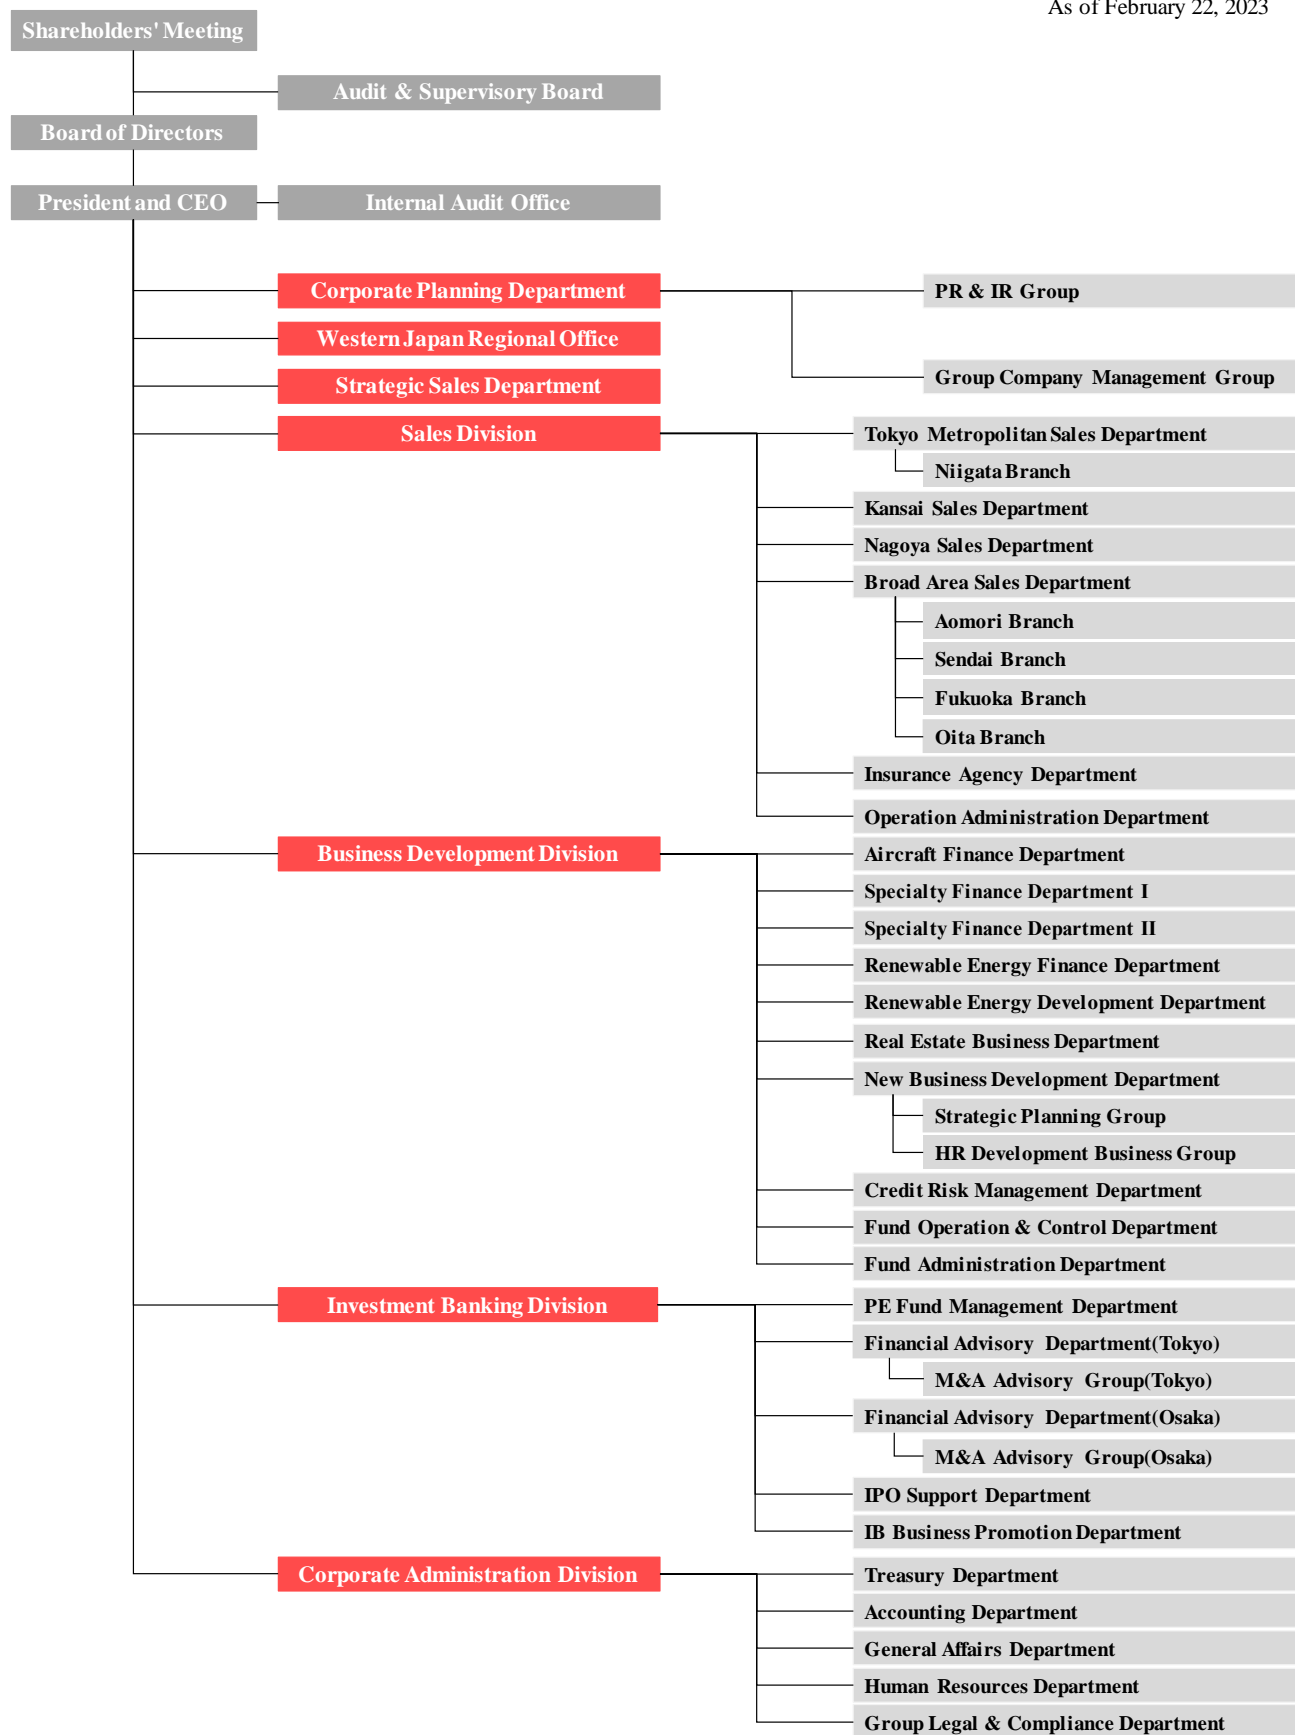 As of February 22, 2023
Shareholders' Meeting
Audit & Supervisory Board
Board of Directors
President and CEO
Internal Audit Office
Corporate Planning Department
PR & IR Group
Western Japan Regional Office
Group Company Management Group
Strategic Sales Department
Sales Division
Tokyo Metropolitan Sales Department
Niigata Branch
Kansai Sales Department
Nagoya Sales Department
Broad Area Sales Department
Aomori Branch
Sendai Branch
Fukuoka Branch
Oita Branch
Insurance Agency Department
Operation Administration Department
Business Development Division
Aircraft Finance Department
Specialty Finance Department I
Specialty Finance Department II
Renewable Energy Finance Department
Renewable Energy Development Department
Real Estate Business Department
New Business Development Department
Strategic Planning Group
HR Development Business Group
Credit Risk Management Department
Fund Operation & Control Department
Fund Administration Department
Investment Banking Division
PE Fund Management Department
Financial Advisory Department(Tokyo)
M&A Advisory Group(Tokyo)
Financial Advisory Department(Osaka)
M&A Advisory Group(Osaka)
IPO Support Department
IB Business Promotion Department
Corporate Administration Division
Treasury Department
Accounting Department
General Affairs Department
Human Resources Department
Group Legal & Compliance Department